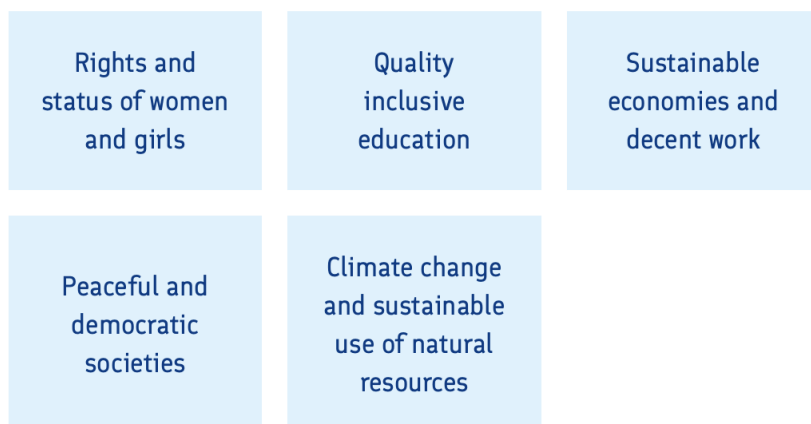 Rights and
status of women
and girls
Quality
inclusive
education
Sustainable
economies and
decent work
Peaceful and
democratic
societies
Climate change
and sustainable
use of natural
resources